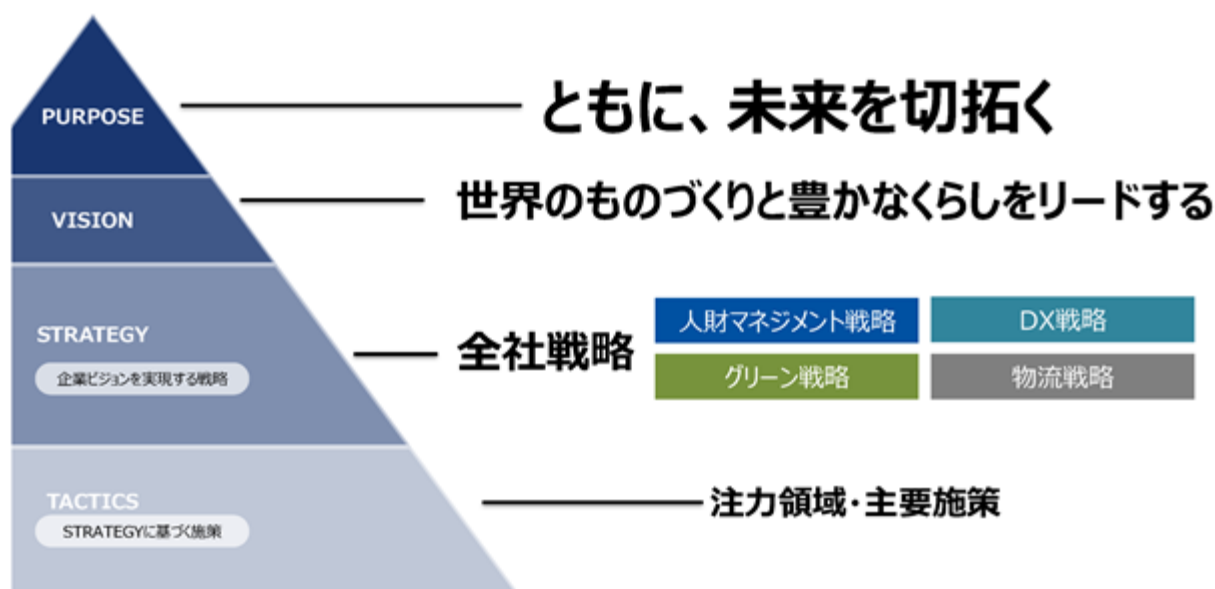 PURPOSE
ともに、未来を切拓く
VISION
世界のものづくりと豊かなくらしをリードする
STRATEGY
企業ビジョンを実現する戦略
全社戦略
人財マネジメント戦略
DX戦略
グリーン戦略
物流戦略
TACTICS
STRATEGYに基づく施策
注力領域・主要施策